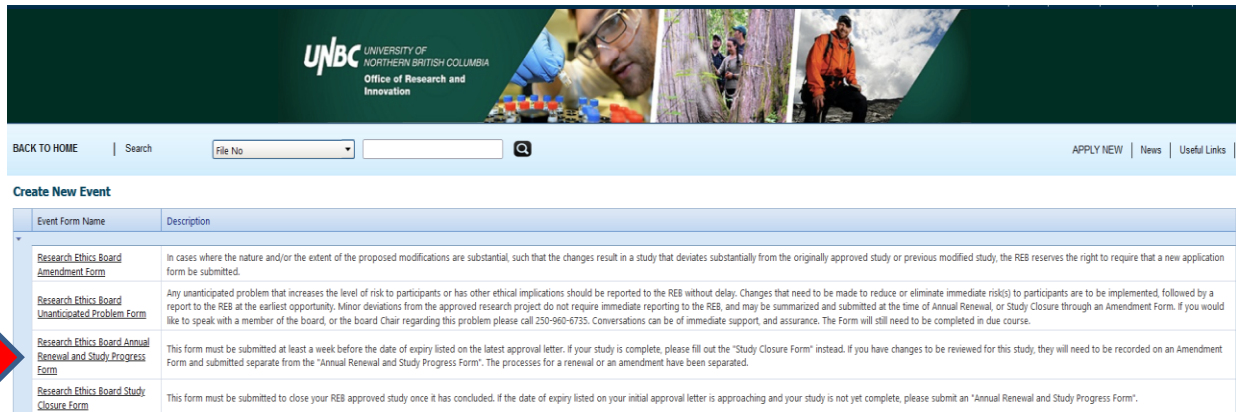 UNBC UNIVERSITY OF
NORTHERN BRITISH COLUMBIA
Office of Research and
Innovation
BACK TO HOME | Search File No APPLY NEW | News | Useful Links |
Create New Event
Event Form Name Description
Research Ethics Board
Amendment Form
In cases where the nature and/or the extent of the proposed modifications are substantial, such that the changes result in a study that deviates substantially from the originally approved study or previous modified study, the REB reserves the right to require that a new application
form be submitted.
Research Ethics Board
Unanticipated Problem Form
Any unanticipated problem that increases the level of risk to participants or has other ethical implications should be reported to the REB without delay. Changes that need to be made to reduce or eliminate immediate risk(s) to participants are to be implemented, followed by a
report to the REB at the earliest opportunity. Minor deviations from the approved research project do not require immediate reporting to the REB, and may be summarized and submitted at the time of Annual Renewal, or Study Closure through an Amendment Form. If you would
like to speak with a member of the board, or the board Chair regarding this problem please call 250-960-6735. Conversations can be of immediate support, and assurance. The Form will still need to be completed in due course.
Research Ethics Board Annual
Renewal and Study Progress
Form
This form must be submitted at least a week before the date of expiry listed on the latest approval letter. If your study is complete, please fill out the "Study Closure Form" instead. If you have changes to be reviewed for this study, they will need to be recorded on an Amendment
Form and submitted separate from the "Annual Renewal and Study Progress Form". The processes for a renewal or an amendment have been separated.
Research Ethics Board Study
Closure Form
This form must be submitted to close your REB approved study once it has concluded. If the date of expiry listed on your initial approval letter is approaching and your study is not yet complete, please submit an "Annual Renewal and Study Progress Form".